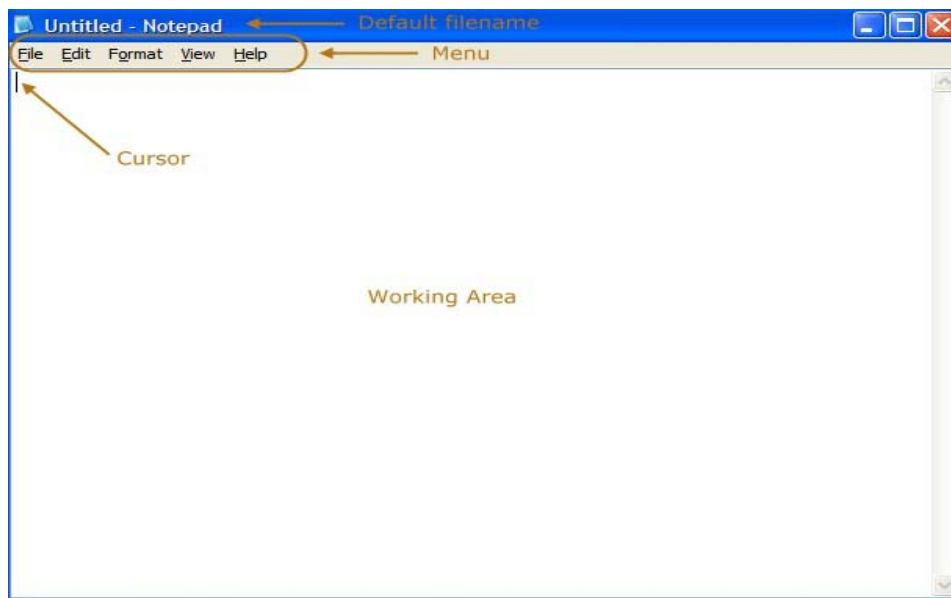 Untitled - Notepad Default filename
File Edit Format View Help Menu
Cursor
Working Area